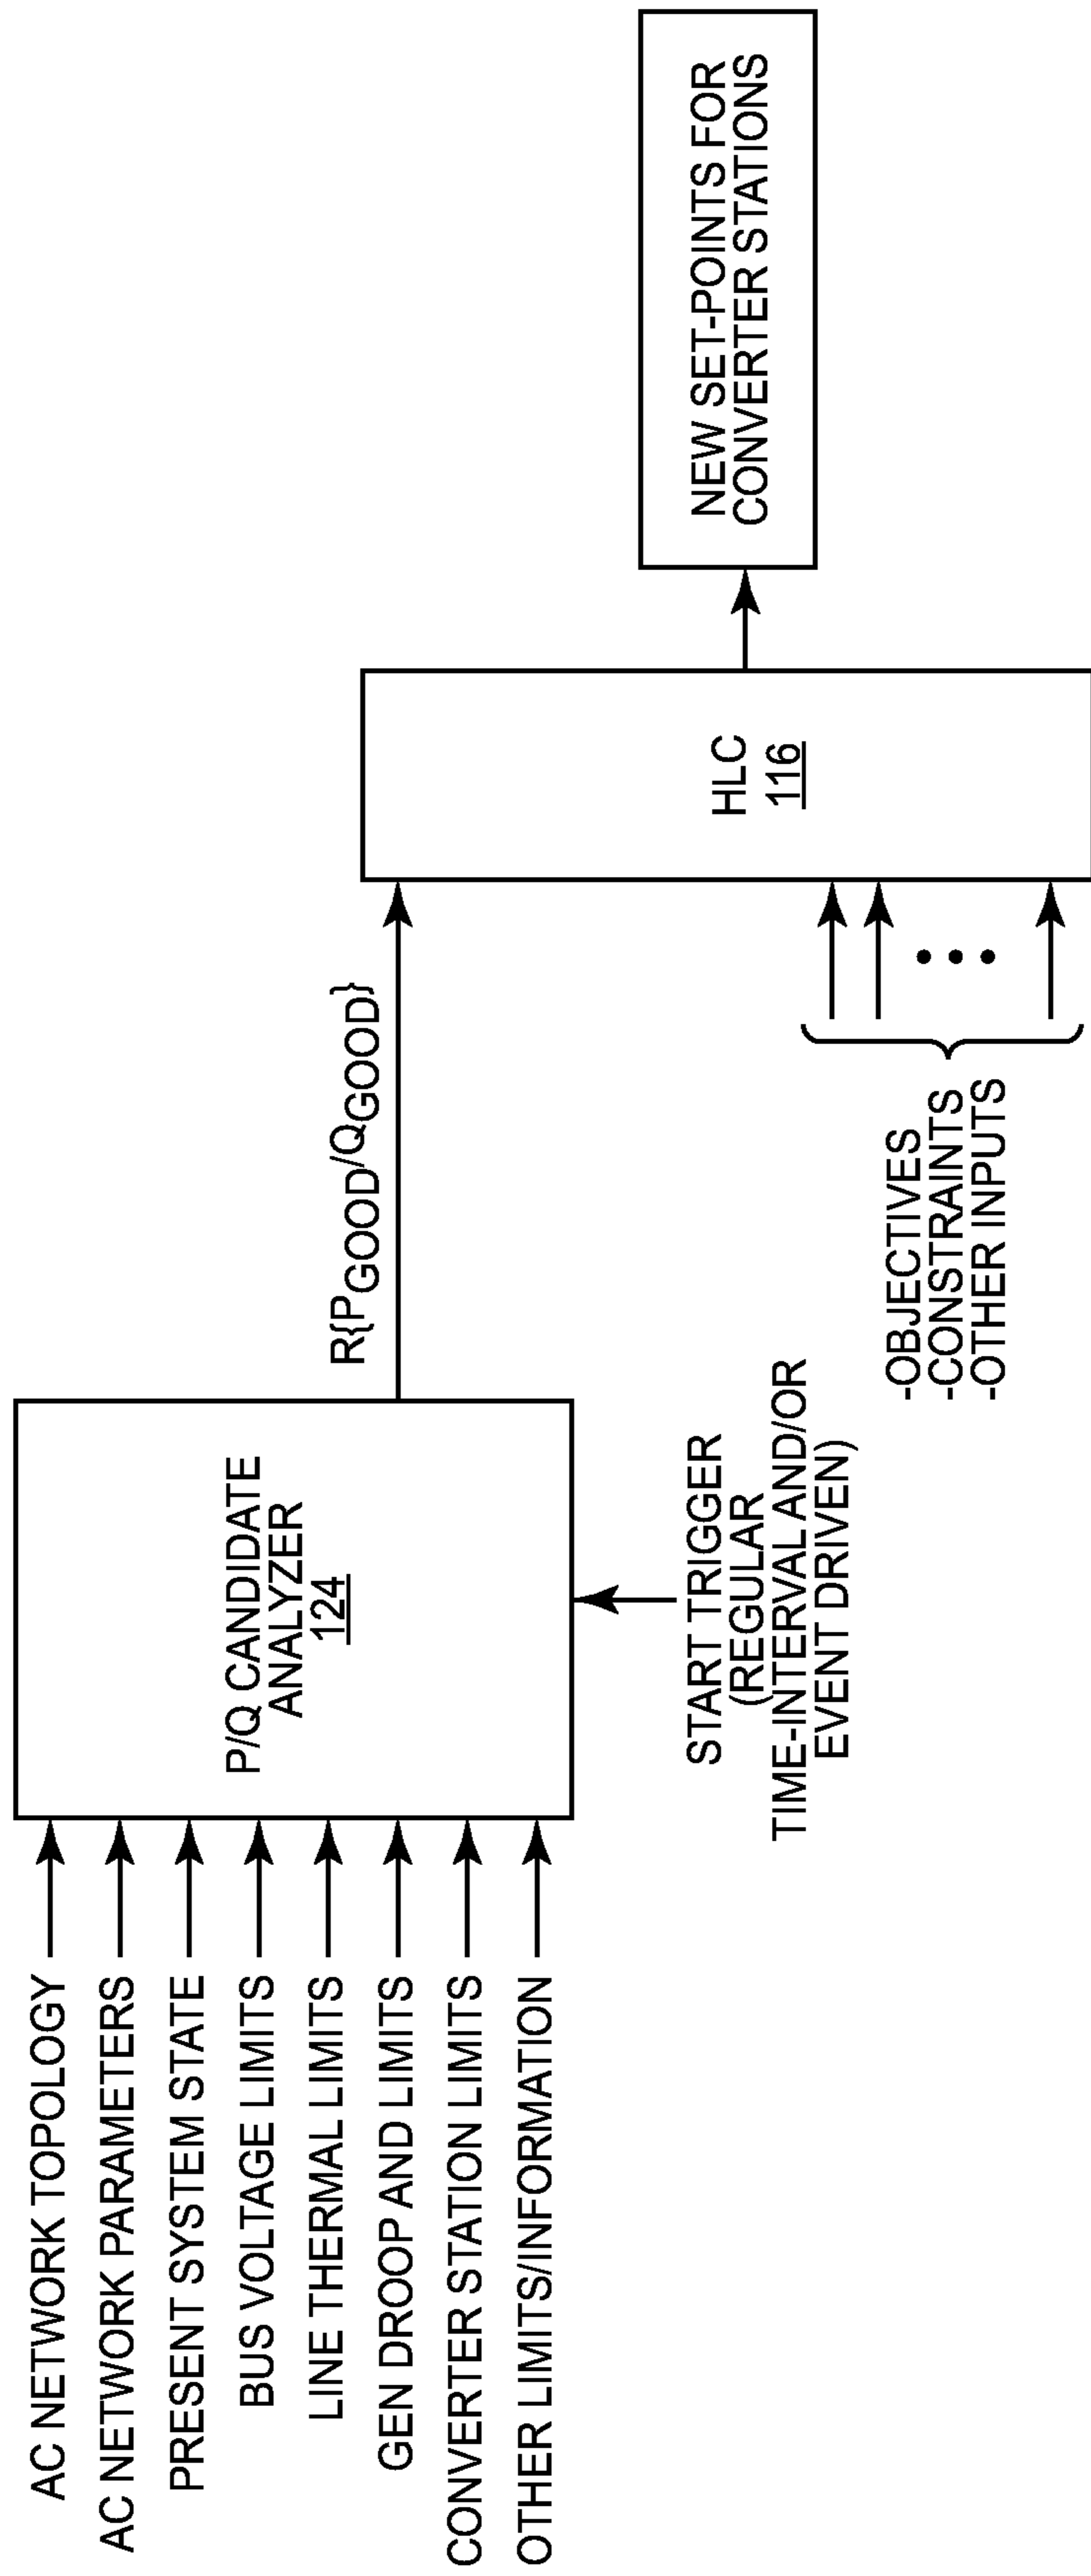 AC NETWORK TOPOLOGY
AC NETWORK PARAMETERS
PRESENT SYSTEM STATE
BUS VOLTAGE LIMITS
LINE THERMAL LIMITS
GEN DROOP AND LIMITS
CONVERTER STATION LIMITS
OTHER LIMITS/INFORMATION
P/Q CANDIDATE
ANALYZER
124
START TRIGGER
(REGULAR
TIME-INTERVAL AND/OR
EVENT DRIVEN)
R{PGOOD/QGOOD}
-OBJECTIVES
-CONSTRAINTS
-OTHER INPUTS
HLC
116
NEW SET-POINTS FOR
CONVERTER STATIONS